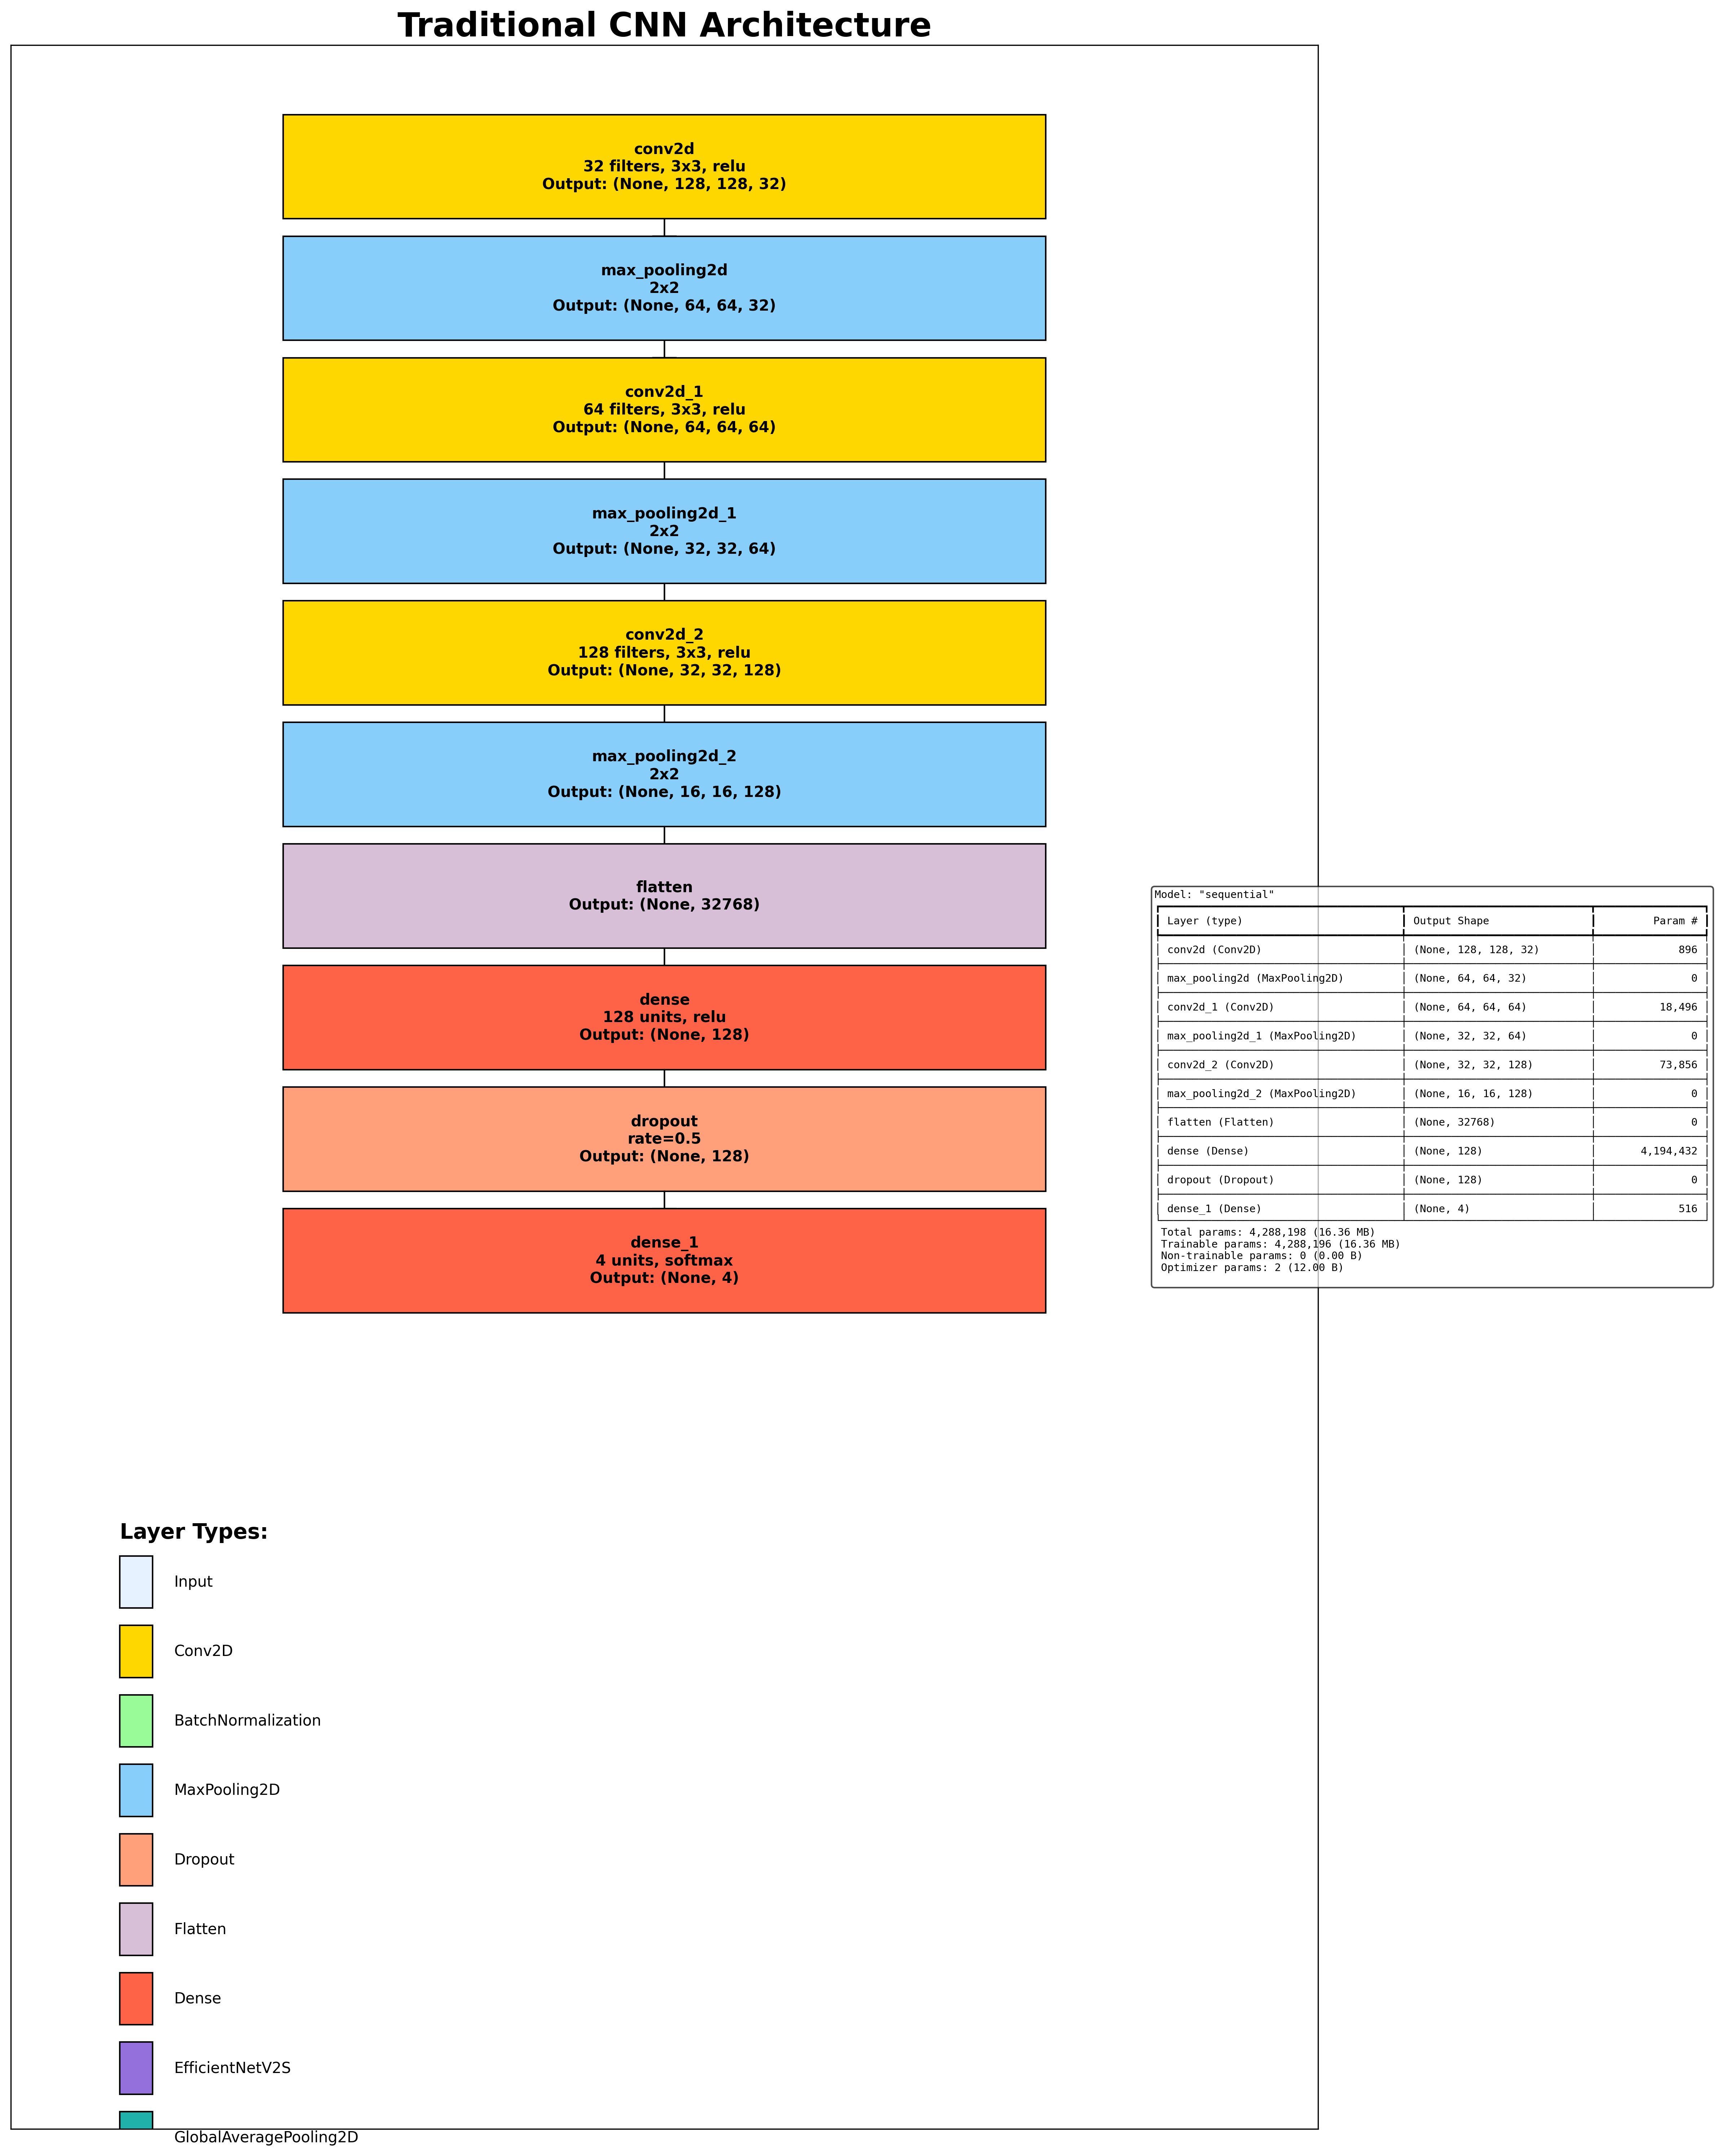 Traditional CNN Architecture
conv2d
32 filters, 3x3, relu
Output: (None, 128, 128, 32)
max_pooling2d
2x2
Output: (None, 64, 64, 32)
conv2d_1
64 filters, 3x3, relu
Output: (None, 64, 64, 64)
max_pooling2d_1
2x2
Output: (None, 32, 32, 64)
conv2d_2
128 filters, 3x3, relu
Output: (None, 32, 32, 128)
max_pooling2d_2
2x2
Output: (None, 16, 16, 128)
flatten
Output: (None, 32768)
dense
128 units, relu
Output: (None, 128)
dropout
rate=0.5
Output: (None, 128)
dense_1
4 units, softmax
Output: (None, 4)
Model: "sequential"
Layer (type) Output Shape Param #
conv2d (Conv2D) (None, 128, 128, 32) 896
max_pooling2d (MaxPooling2D) (None, 64, 64, 32) 0
conv2d_1 (Conv2D) (None, 64, 64, 64) 18,496
max_pooling2d_1 (MaxPooling2D) (None, 32, 32, 64) 0
conv2d_2 (Conv2D) (None, 32, 32, 128) 73,856
max_pooling2d_2 (MaxPooling2D) (None, 16, 16, 128) 0
flatten (Flatten) (None, 32768) 0
dense (Dense) (None, 128) 4,194,432
dropout (Dropout) (None, 128) 0
dense_1 (Dense) (None, 4) 516
Total params: 4,288,198 (16.36 MB)
Trainable params: 4,288,196 (16.36 MB)
Non-trainable params: 0 (0.00 B)
Optimizer params: 2 (12.00 B)
Layer Types:
Input
Conv2D
BatchNormalization
MaxPooling2D
Dropout
Flatten
Dense
EfficientNetV2S
GlobalAveragePooling2D